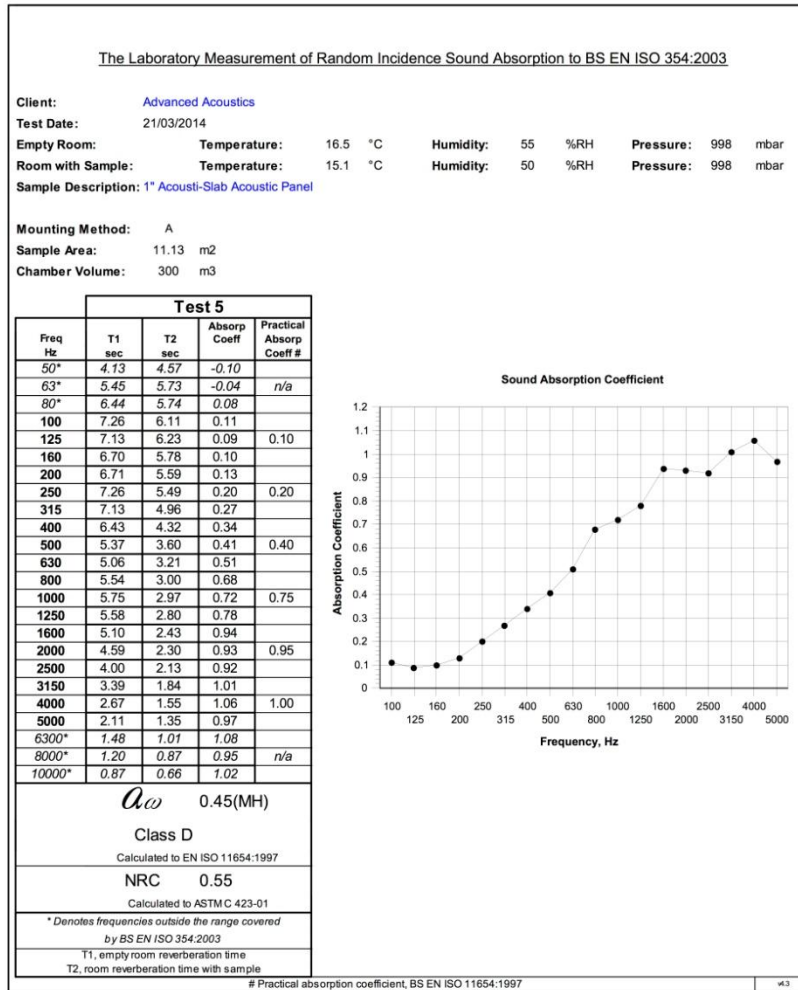 The Laboratory Measurement of Random Incidence Sound Absorption to BS EN ISO 354:2003
Client: Advanced Acoustics
Test Date: 21/03/2014
Empty Room: Temperature: 16.5 °C Humidity: 55 %RH Pressure: 998 mbar
Room with Sample: Temperature: 15.1 °C Humidity: 50 %RH Pressure: 998 mbar
Sample Description: 1" Acousti-Slab Acoustic Panel
Mounting Method: A
Sample Area: 11.13 m2
Chamber Volume: 300 m3
Test 5
Freq Hz T1 sec T2 sec Absorp Coeff Practical Absorp Coeff #
50* 4.13 4.57 -0.10
63* 5.45 5.73 -0.04 n/a
80* 6.44 5.74 0.08
100 7.26 6.11 0.11
125 7.13 6.23 0.09 0.10
160 6.70 5.78 0.10
200 6.71 5.59 0.13
250 7.26 5.49 0.20 0.20
315 7.13 4.96 0.27
400 6.43 4.32 0.34
500 5.37 3.60 0.41 0.40
630 5.06 3.21 0.51
800 5.54 3.00 0.68
1000 5.75 2.97 0.72 0.75
1250 5.58 2.80 0.78
1600 5.10 2.43 0.94
2000 4.59 2.30 0.93 0.95
2500 4.00 2.13 0.92
3150 3.39 1.84 1.01
4000 2.67 1.55 1.06 1.00
5000 2.11 1.35 0.97
6300* 1.48 1.01 1.08
8000* 1.20 0.87 0.95 n/a
10000* 0.87 0.66 1.02
aω 0.45(MH)
Class D
Calculated to EN ISO 11654:1997
NRC 0.55
Calculated to ASTM C 423-01
* Denotes frequencies outside the range covered
by BS EN ISO 354:2003
T1, empty room reverberation time
T2, room reverberation time with sample
Sound Absorption Coefficient
Absorption Coefficient
1.2
1.1
1
0.9
0.8
0.7
0.6
0.5
0.4
0.3
0.2
0.1
0
100 160 250 400 630 1000 1600 2500 4000
125 200 315 500 800 1250 2000 3150 5000
Frequency, Hz
# Practical absorption coefficient, BS EN ISO 11654:1997
v4.3